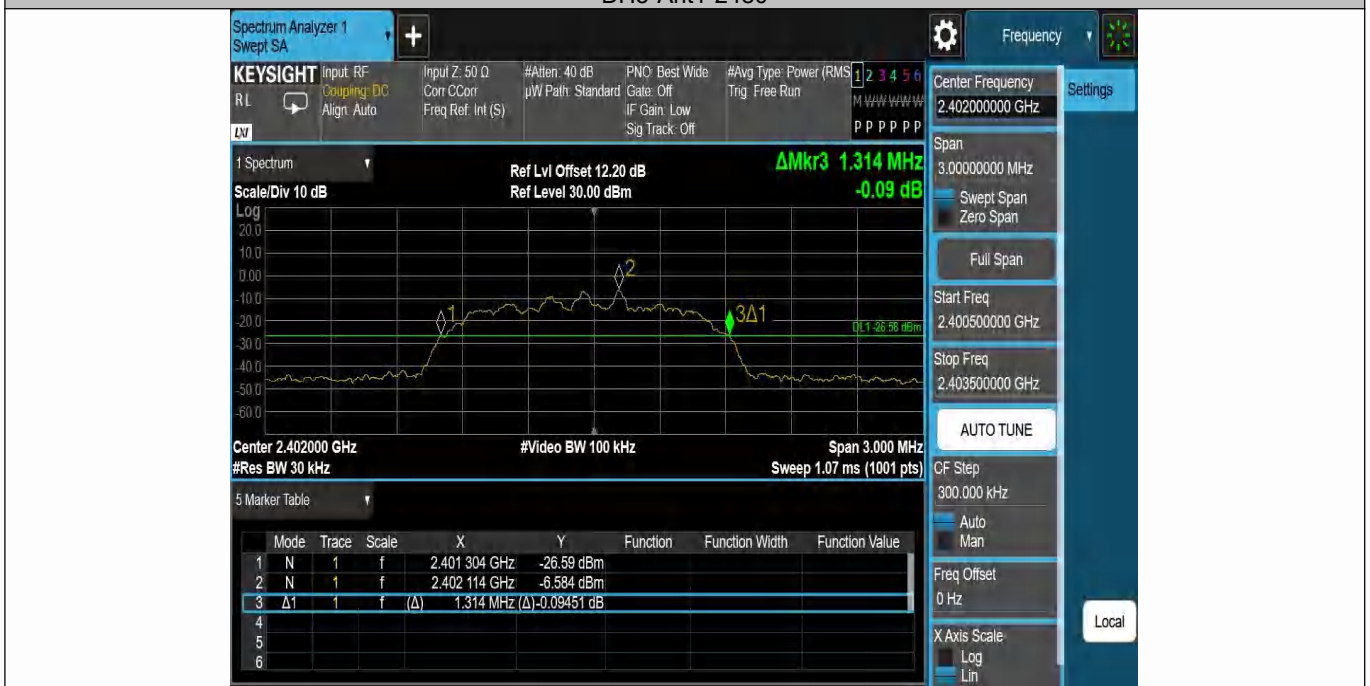 Spectrum Analyzer 1
Swept SA
+
Frequency
KEYSIGHT
RL
LXI
Input: RF
Coupling: DC
Align: Auto
Input Z: 50 Ω
Corr CCorr
Freq Ref: Int (S)
#Atten: 40 dB
µW Path: Standard
PNO: Best Wide
Gate: Off
IF Gain: Low
Sig Track: Off
#Avg Type: Power (RMS
Trig: Free Run
1 2 3 4 5 6
M W W W W W
P P P P P P
1 Spectrum
Scale/Div 10 dB
Ref Lvl Offset 12.20 dB
Ref Level 30.00 dBm
ΔMkr3 1.314 MHz
-0.09 dB
Log
20.0
10.0
0.00
-10.0
-20.0
-30.0
-40.0
-50.0
-60.0
1
2
3Δ1
DL1 -26.58 dBm
Center 2.402000 GHz
#Video BW 100 kHz
Span 3.000 MHz
#Res BW 30 kHz
Sweep 1.07 ms (1001 pts)
5 Marker Table
Mode Trace Scale X Y Function Function Width Function Value
1 N 1 f 2.401 304 GHz -26.59 dBm
2 N 1 f 2.402 114 GHz -6.584 dBm
3 Δ1 1 f (Δ) 1.314 MHz (Δ) -0.09451 dB
4
5
6
Center Frequency
2.402000000 GHz
Settings
Span
3.00000000 MHz
Swept Span
Zero Span
Full Span
Start Freq
2.400500000 GHz
Stop Freq
2.403500000 GHz
AUTO TUNE
CF Step
300.000 kHz
Auto
Man
Freq Offset
0 Hz
X Axis Scale
Log
Lin
Local